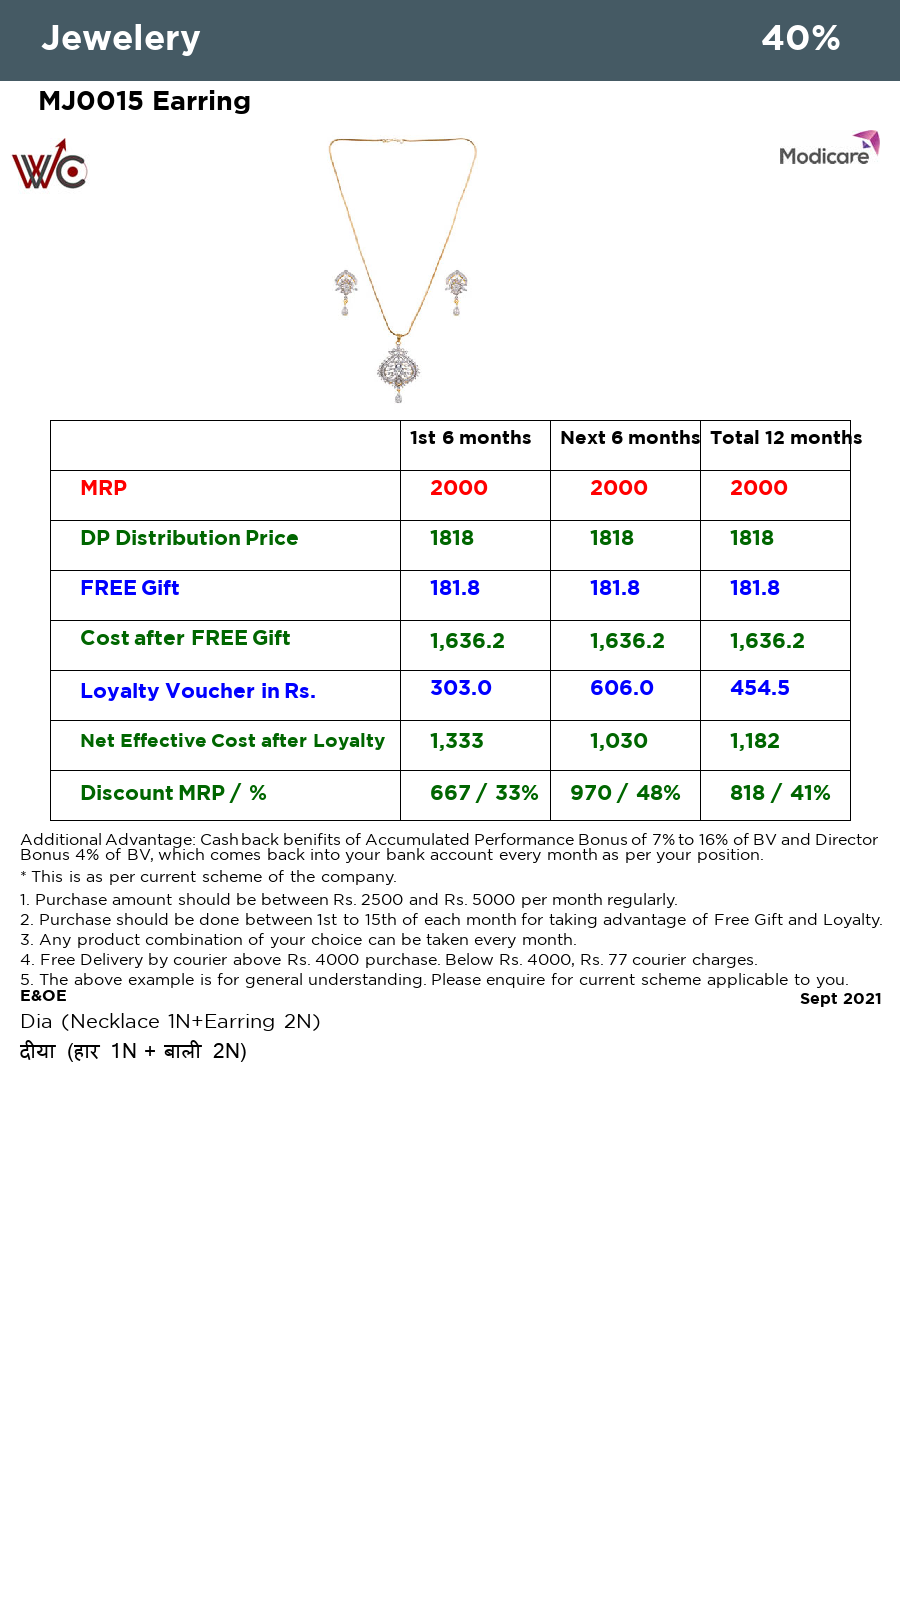 Jewelery 40%
MJ0015 Earring
WC
Modicare
1st 6 months Next 6 months Total 12 months
MRP 2000 2000 2000
DP Distribution Price 1818 1818 1818
FREE Gift 181.8 181.8 181.8
Cost after FREE Gift 1,636.2 1,636.2 1,636.2
Loyalty Voucher in Rs. 303.0 606.0 454.5
Net Effective Cost after Loyalty 1,333 1,030 1,182
Discount MRP / % 667 / 33% 970 / 48% 818 / 41%
Additional Advantage: Cashback benifits of Accumulated Performance Bonus of 7% to 16% of BV and Director
Bonus 4% of BV, which comes back into your bank account every month as per your position.
* This is as per current scheme of the company.
1. Purchase amount should be between Rs. 2500 and Rs. 5000 per month regularly.
2. Purchase should be done between 1st to 15th of each month for taking advantage of Free Gift and Loyalty.
3. Any product combination of your choice can be taken every month.
4. Free Delivery by courier above Rs. 4000 purchase. Below Rs. 4000, Rs. 77 courier charges.
5. The above example is for general understanding. Please enquire for current scheme applicable to you.
E&OE Sept 2021
Dia (Necklace 1N+Earring 2N)
दीया (हार 1N + बाली 2N)